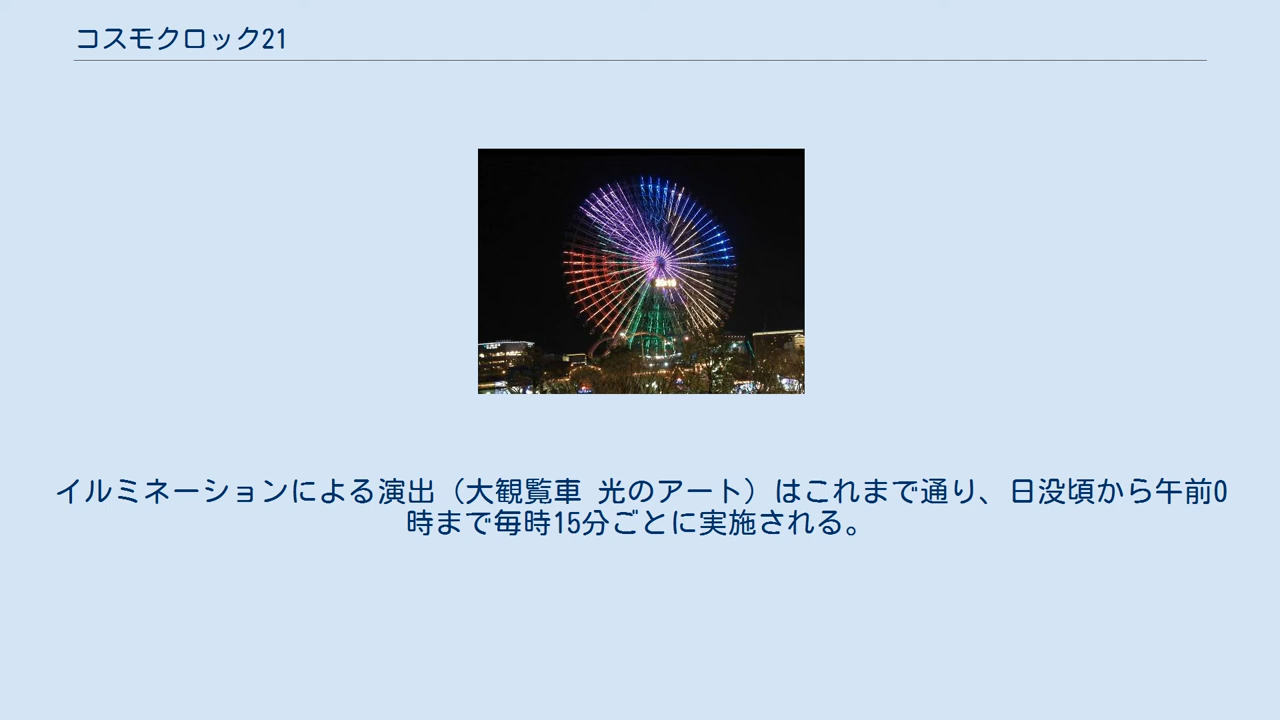 コスモクロック21
イルミネーションによる演出（大観覧車 光のアート）はこれまで通り、日没頃から午前0
時まで毎時15分ごとに実施される。